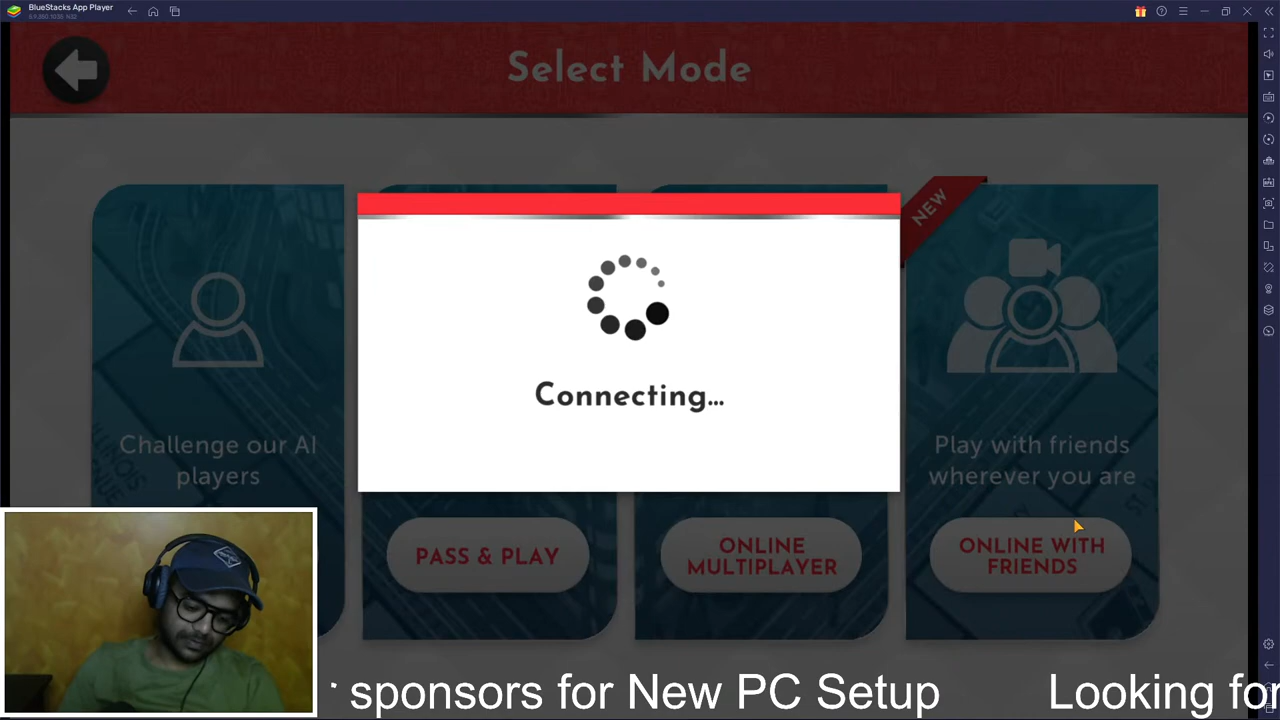 BlueStacks App Player
Select Mode
NEW
Connecting...
Challenge our AI
players
Play with friends
wherever you are
PASS & PLAY
ONLINE
MULTIPLAYER
ONLINE WITH
FRIENDS
sponsors for New PC Setup
Looking for